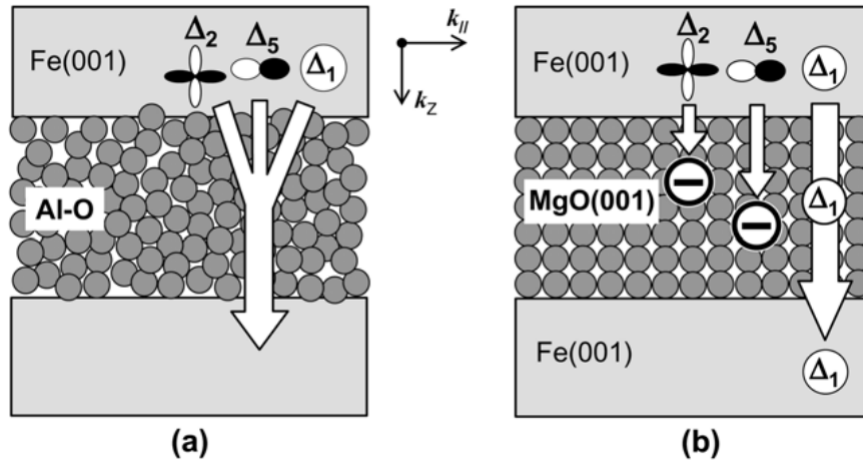 Δ2 Δ5 Δ1
Fe(001)
Al-O
(a)
k//
kZ
Δ2 Δ5 Δ1
Fe(001)
MgO(001)
Δ1
Fe(001)
Δ1
(b)